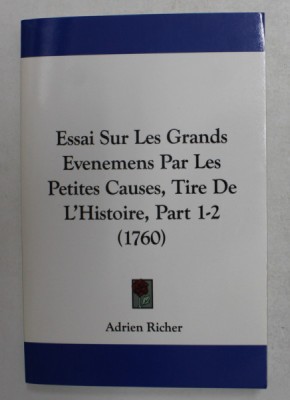 Essai Sur Les Grands
Evenemens Par Les
Petites Causes, Tire De
L'Histoire, Part 1-2
(1760)
Adrien Richer